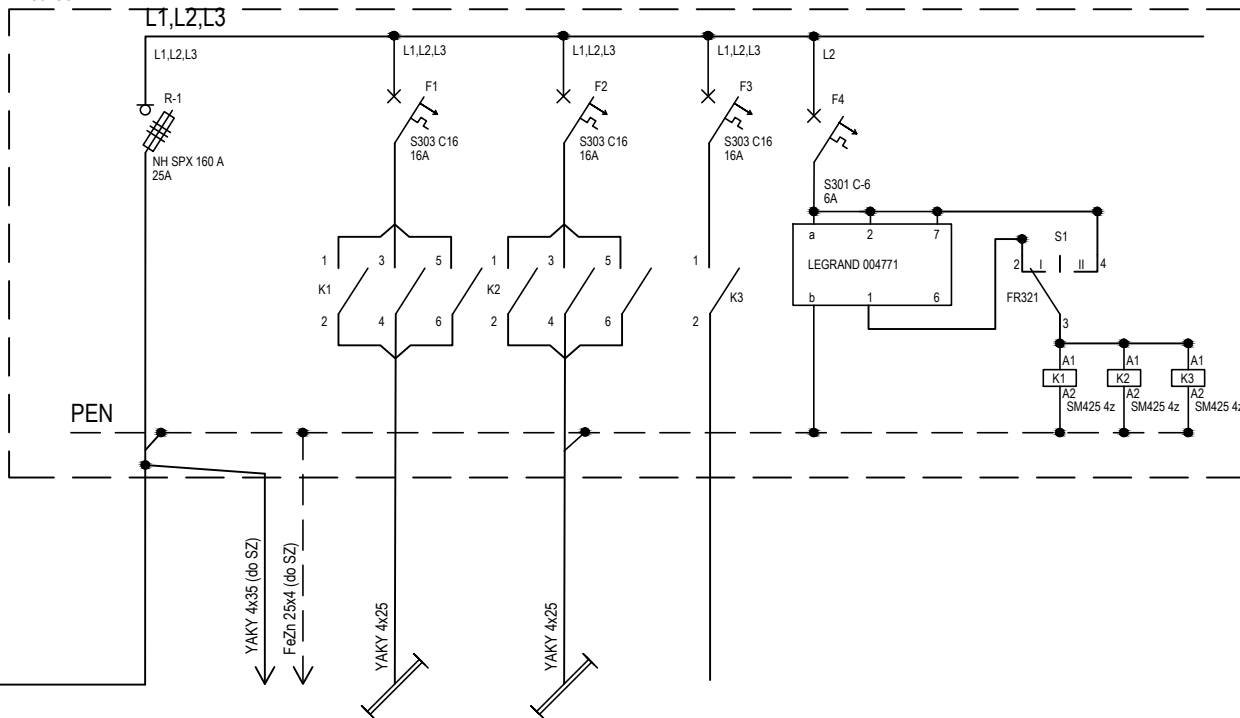 L1,L2,L3
L1,L2,L3
L1,L2,L3
L1,L2,L3
L1,L2,L3
L2
R-1
F1
F2
F3
F4
NH SPX 160 A
25A
S303 C16
16A
S303 C16
16A
S303 C16
16A
S301 C-6
6A
a 2 7
LEGRAND 004771
b 1 6
S1
2 I II 4
FR321
3
1 3 5
K1
2 4 6
1 3 5
K2
2 4 6
1
K3
2
A1 A1 A1
K1 K2 K3
A2 A2 A2
SM425 4z SM425 4z SM425 4z
PEN
YAKY 4x35 (do SZ)
FeZn 25x4 (do SZ)
YAKY 4x25
YAKY 4x25